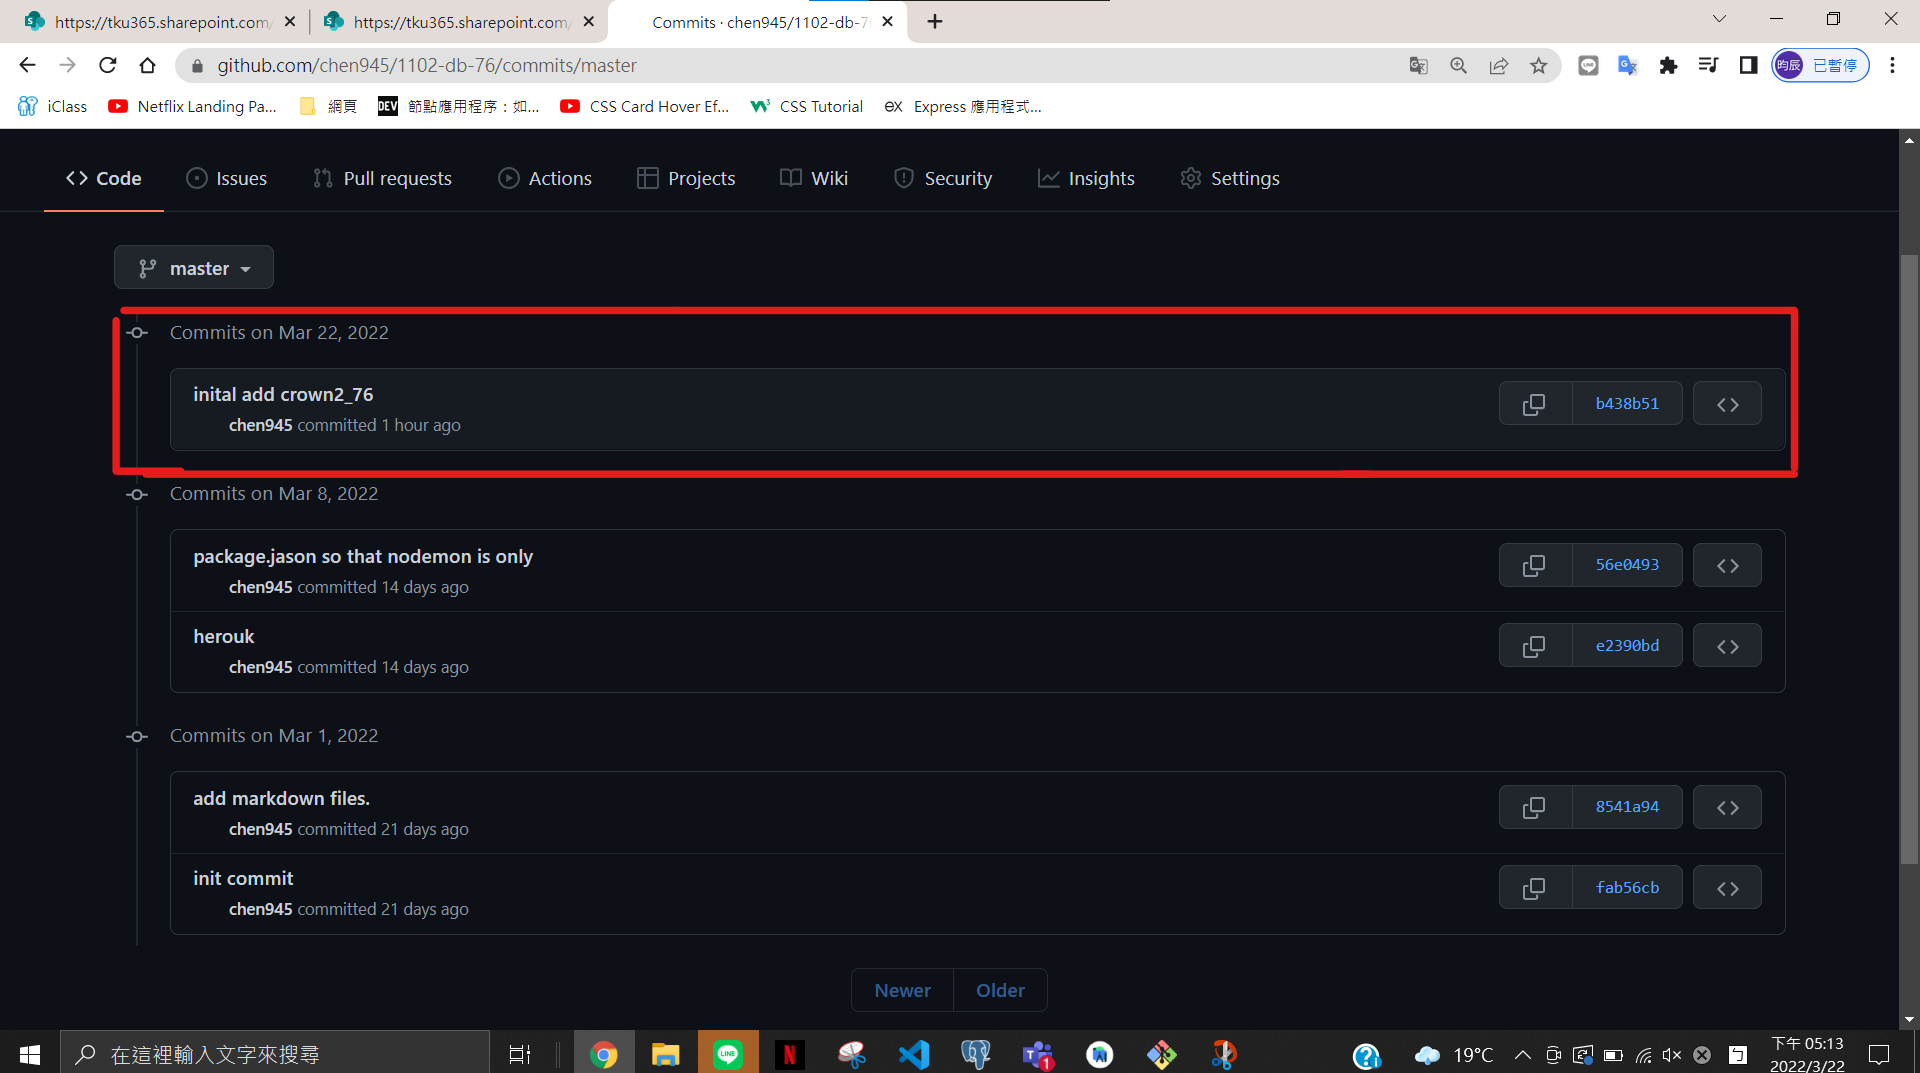 https://tku365.sharepoint.com/
https://tku365.sharepoint.com/
Commits · chen945/1102-db-7
github.com/chen945/1102-db-76/commits/master
昀辰 已暫停
iClass
Netflix Landing Pa...
網頁
DEV 節點應用程序：如...
CSS Card Hover Ef...
CSS Tutorial
ex Express 應用程式...
Code
Issues
Pull requests
Actions
Projects
Wiki
Security
Insights
Settings
master
Commits on Mar 22, 2022
inital add crown2_76
chen945 committed 1 hour ago
b438b51
Commits on Mar 8, 2022
package.jason so that nodemon is only
chen945 committed 14 days ago
56e0493
herouk
chen945 committed 14 days ago
e2390bd
Commits on Mar 1, 2022
add markdown files.
chen945 committed 21 days ago
8541a94
init commit
chen945 committed 21 days ago
fab56cb
Newer
Older
在這裡輸入文字來搜尋
LINE
N
1
19°C
下午 05:13
2022/3/22